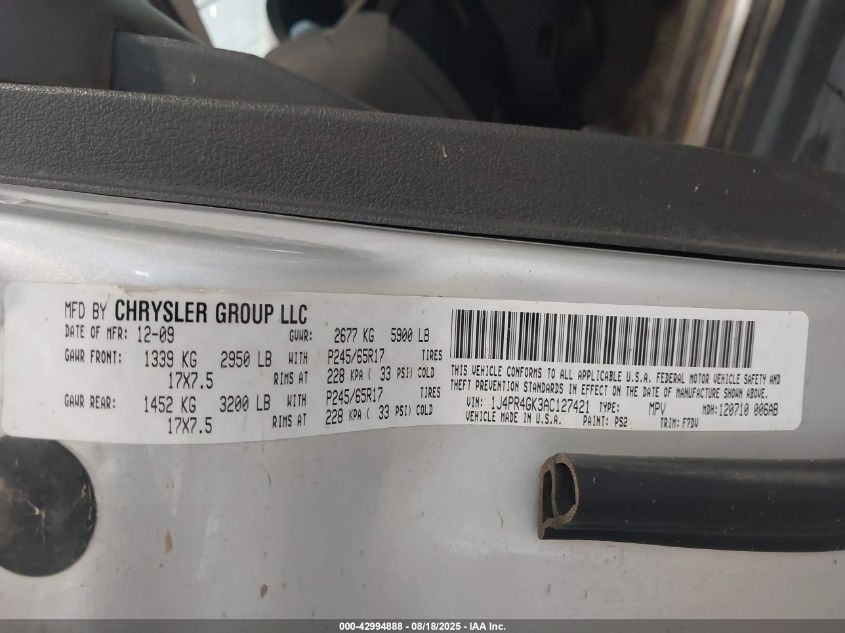 MFD BY CHRYSLER GROUP LLC
DATE OF MFR: 12-09 GVWR: 2677 KG 5900 LB
GAWR FRONT: 1339 KG 2950 LB WITH P245/65R17 TIRES
17X7.5 RIMS AT 228 KPA ( 33 PSI) COLD
GAWR REAR: 1452 KG 3200 LB WITH P245/65R17 TIRES
17X7.5 RIMS AT 228 KPA ( 33 PSI) COLD
THIS VEHICLE CONFORMS TO ALL APPLICABLE U.S.A. FEDERAL MOTOR VEHICLE SAFETY AND
THEFT PREVENTION STANDARDS IN EFFECT ON THE DATE OF MANUFACTURE SHOWN ABOVE.
VIN: 1J4PR4GK3AC127421 TYPE: MPV MDH: 120710 006AB
VEHICLE MADE IN U.S.A. PAINT: PS2 TRIM: F7DV
000-42994888 - 08/18/2025 - IAA Inc.